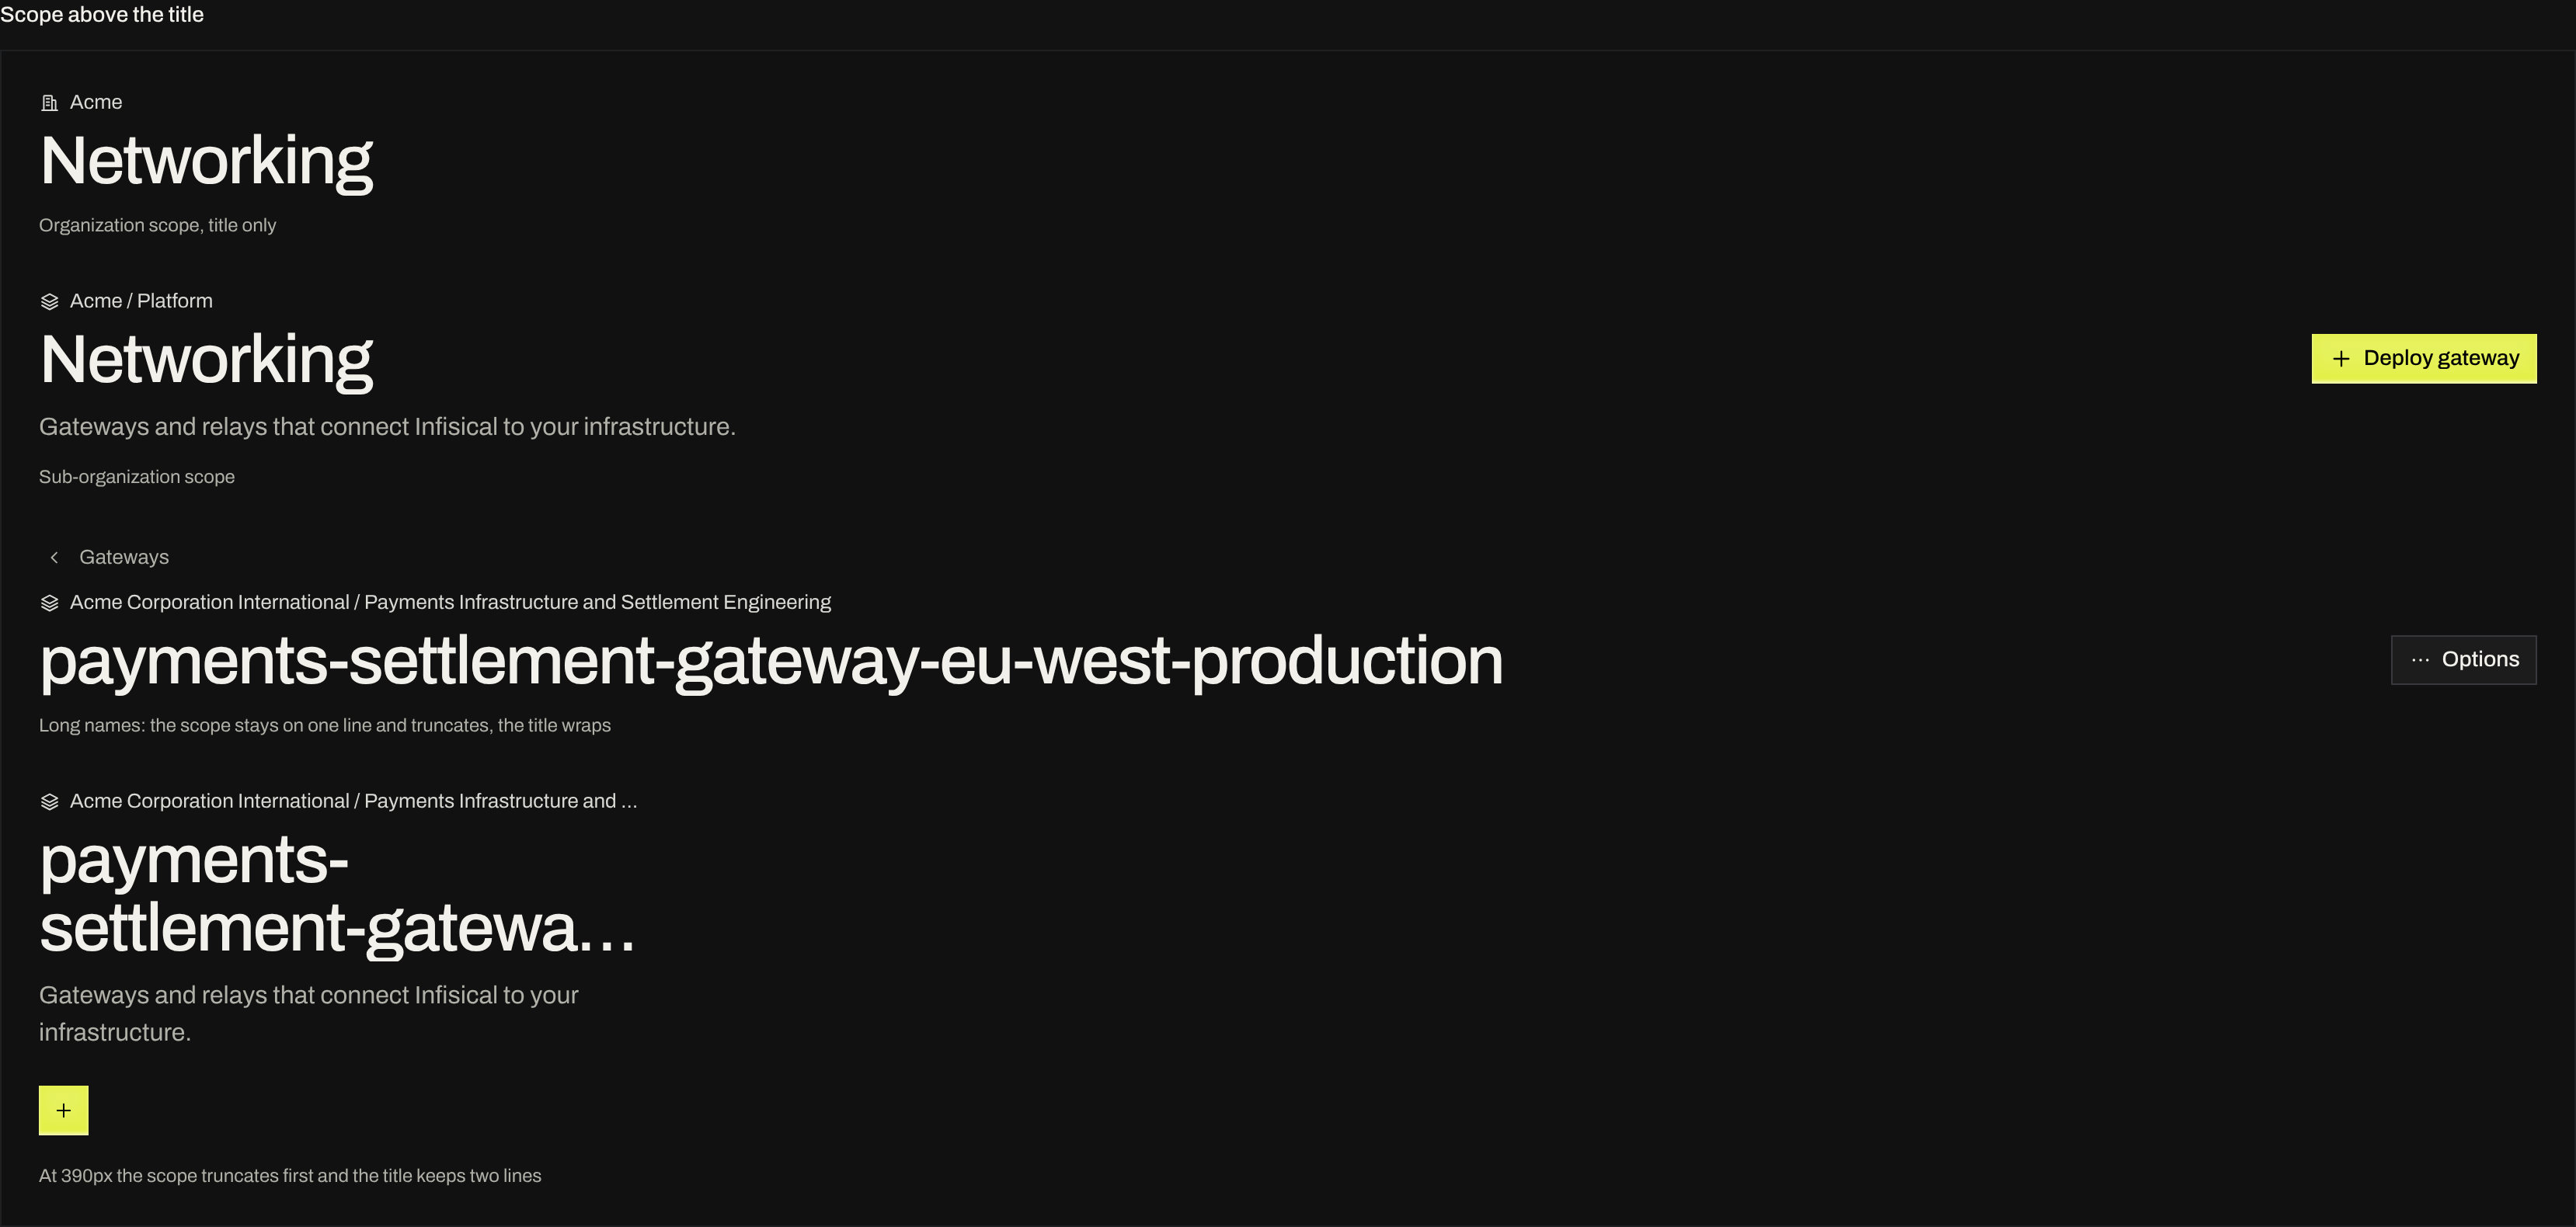 Scope above the title
Acme
Networking
Organization scope, title only
Acme / Platform
Networking
Deploy gateway
Gateways and relays that connect Infisical to your infrastructure.
Sub-organization scope
Gateways
Acme Corporation International / Payments Infrastructure and Settlement Engineering
payments-settlement-gateway-eu-west-production
Options
Long names: the scope stays on one line and truncates, the title wraps
Acme Corporation International / Payments Infrastructure and ...
payments-
settlement-gatewa...
Gateways and relays that connect Infisical to your
infrastructure.
At 390px the scope truncates first and the title keeps two lines